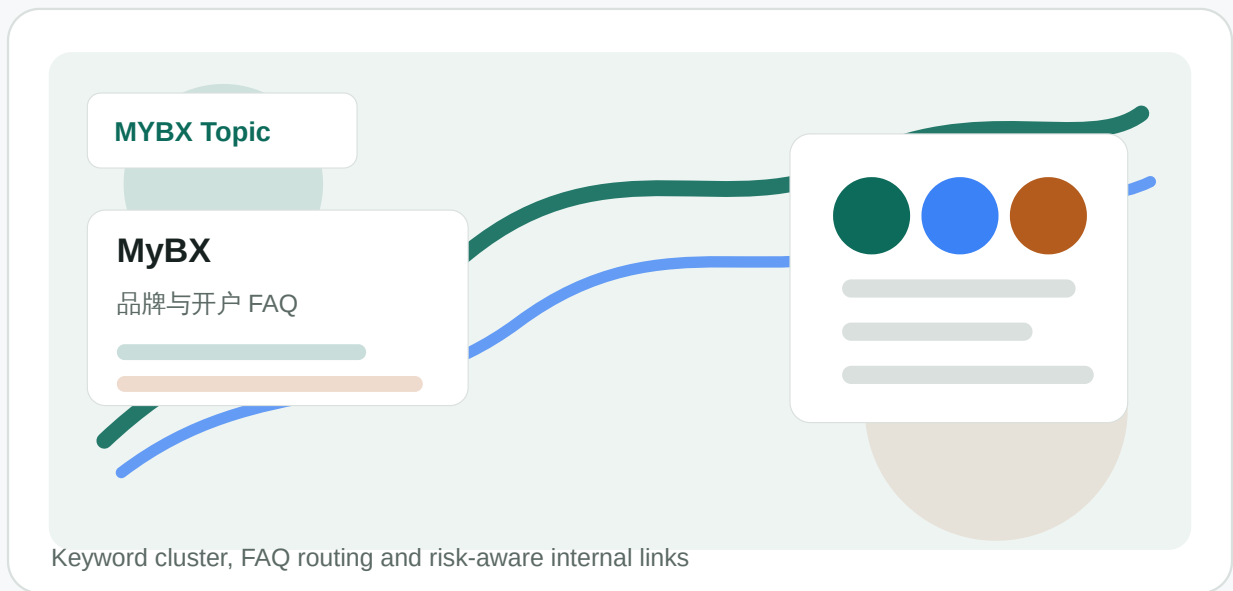 MYBX Topic
MyBX
品牌与开户 FAQ
Keyword cluster, FAQ routing and risk-aware internal links